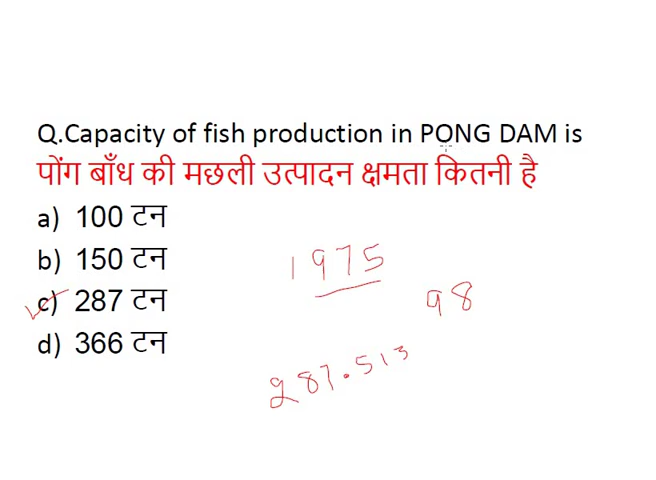 Q.Capacity of fish production in PONG DAM is
पोंग बाँध की मछली उत्पादन क्षमता कितनी है
a) 100 टन
b) 150 टन
1975
c) 287 टन
98
d) 366 टन
287.513